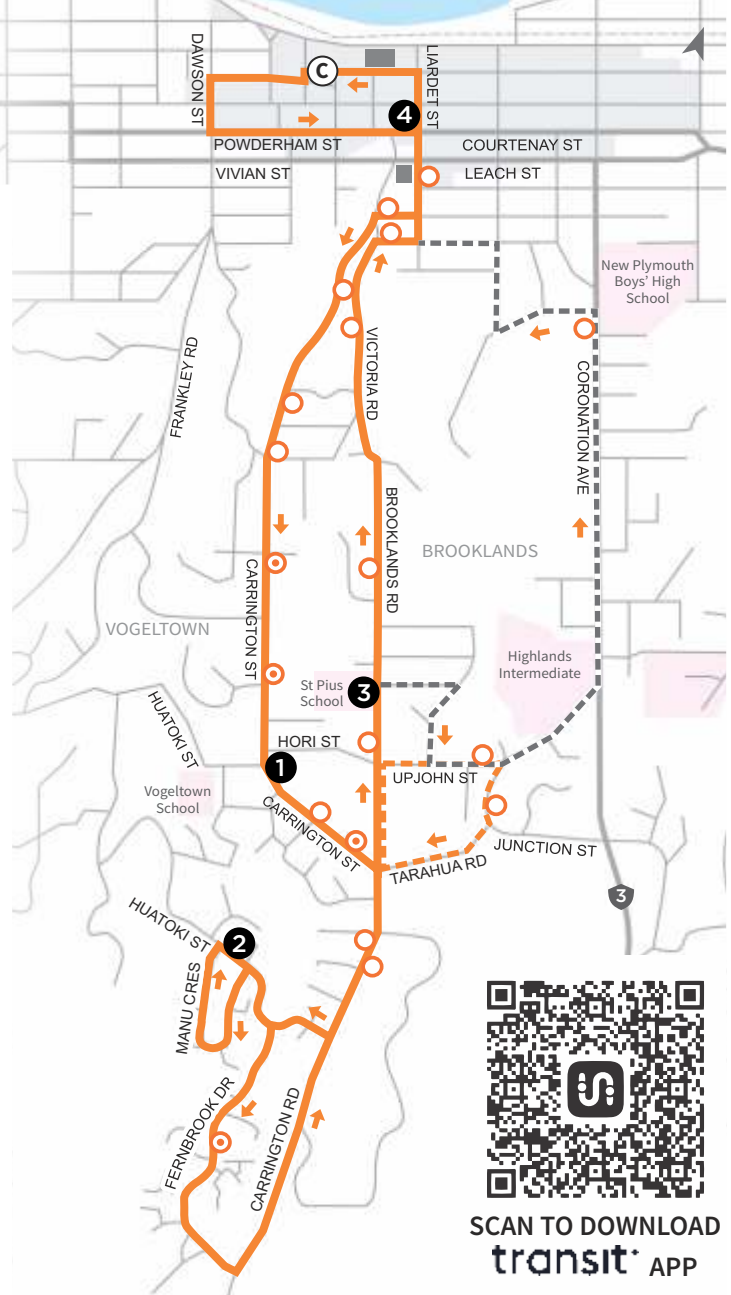 DAWSON ST
C
LIARDET ST
4
POWDERHAM ST
COURTENAY ST
VIVIAN ST
LEACH ST
New Plymouth
Boys' High
School
FRANKLEY RD
VICTORIA RD
CORONATION AVE
BROOKLANDS RD
BROOKLANDS
CARRINGTON ST
VOGELTOWN
Highlands
Intermediate
St Pius
School
3
HUATOKI ST
HORI ST
1
UPJOHN ST
Vogeltown
School
CARRINGTON ST
JUNCTION ST
TARAHUA RD
3
HUATOKI ST
2
MANU CRES
FERNBROOK DR
CARRINGTON RD
SCAN TO DOWNLOAD
transit APP